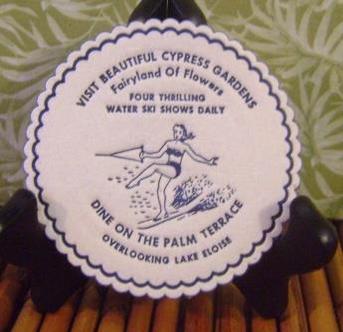 VISIT BEAUTIFUL CYPRESS GARDENS
Fairyland Of Flowers
FOUR THRILLING
WATER SKI SHOWS DAILY
DINE ON THE PALM TERRACE
OVERLOOKING LAKE ELOISE